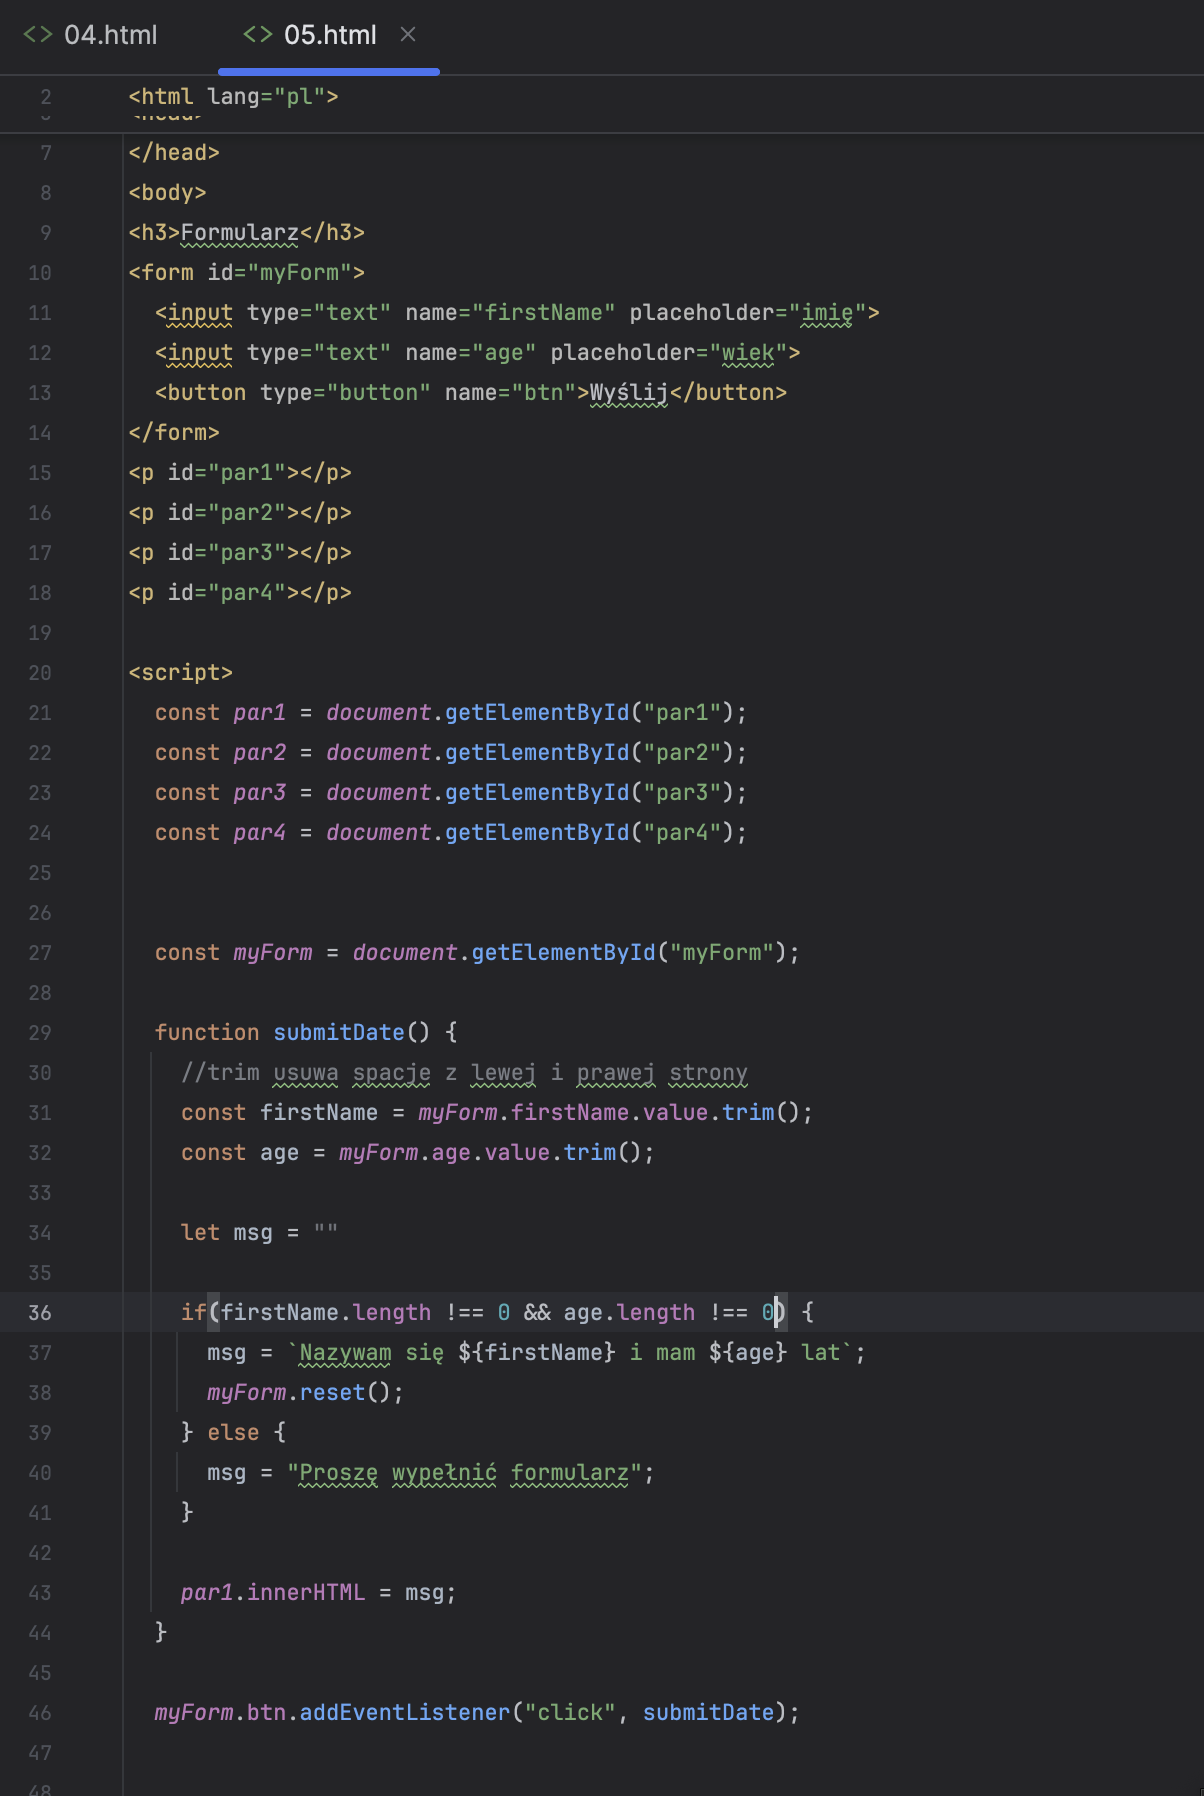 04.html
05.html
2 <html lang="pl">
7 </head>
8 <body>
9 <h3>Formularz</h3>
10 <form id="myForm">
11 <input type="text" name="firstName" placeholder="imię">
12 <input type="text" name="age" placeholder="wiek">
13 <button type="button" name="btn">Wyślij</button>
14 </form>
15 <p id="par1"></p>
16 <p id="par2"></p>
17 <p id="par3"></p>
18 <p id="par4"></p>
19
20 <script>
21 const par1 = document.getElementById("par1");
22 const par2 = document.getElementById("par2");
23 const par3 = document.getElementById("par3");
24 const par4 = document.getElementById("par4");
25
26
27 const myForm = document.getElementById("myForm");
28
29 function submitDate() {
30 //trim usuwa spacje z lewej i prawej strony
31 const firstName = myForm.firstName.value.trim();
32 const age = myForm.age.value.trim();
33
34 let msg = ""
35
36 if(firstName.length !== 0 && age.length !== 0) {
37 msg = `Nazywam się ${firstName} i mam ${age} lat`;
38 myForm.reset();
39 } else {
40 msg = "Proszę wypełnić formularz";
41 }
42
43 par1.innerHTML = msg;
44 }
45
46 myForm.btn.addEventListener("click", submitDate);
47
48